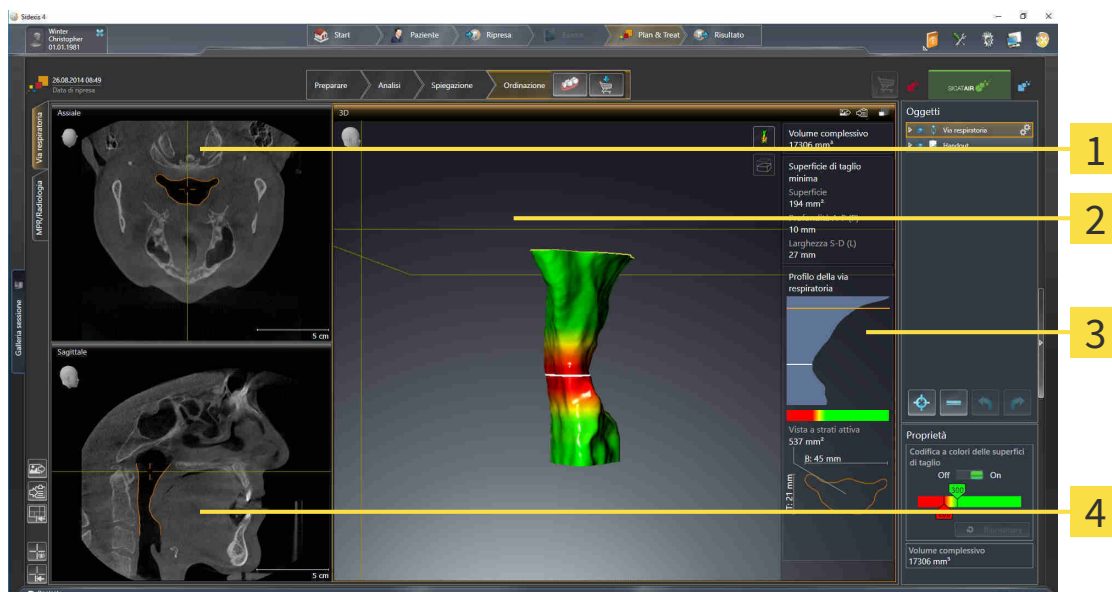 Sidexis 4
Winter
Christopher
01.01.1981
Start
Paziente
Ripresa
Plan & Treat
Risultato
26.08.2014 08:49
Data di ripresa
Preparare
Analisi
Spiegazione
Ordinazione
SICATAIR
Via respiratoria
MPR/Radiologia
Galleria sessione
Assiale
5 cm
Sagittale
5 cm
3D
Volume complessivo
17306 mm³
Superficie di taglio
minima
Superficie
194 mm²
Profondità A-P (P)
10 mm
Larghezza S-D (L)
27 mm
Profilo della via
respiratoria
Vista a strati attiva
537 mm²
B: 45 mm
T: 21 mm
Oggetti
Via respiratoria
Handout
Proprietà
Codifica a colori delle superfici
di taglio
Off
On
300
Volume complessivo
17306 mm³
1
2
3
4